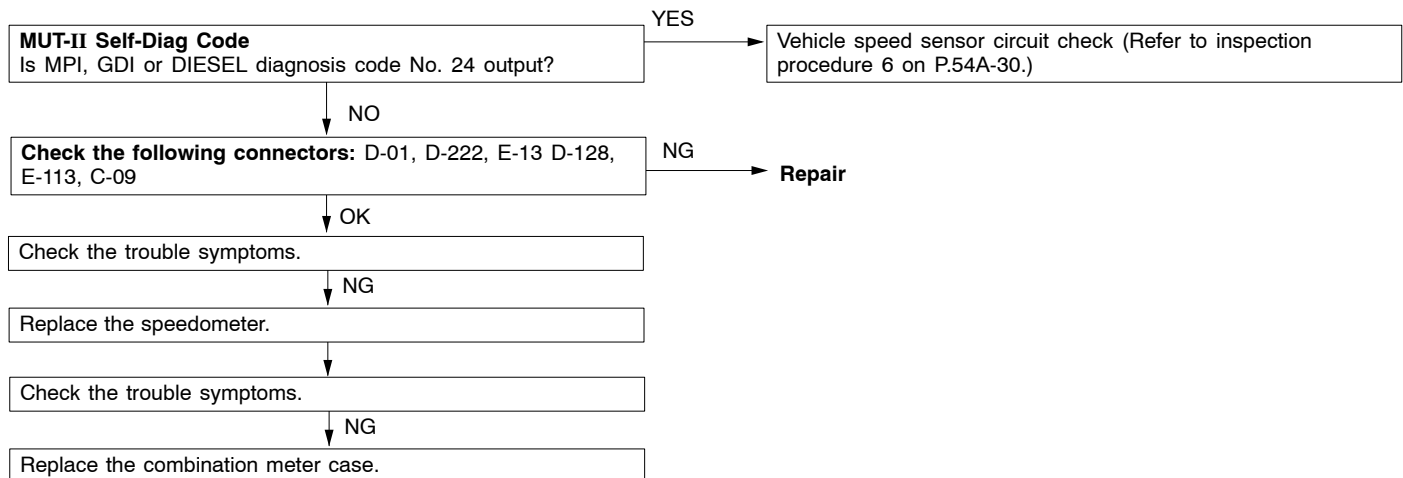 YES
MUT-II Self-Diag Code
Is MPI, GDI or DIESEL diagnosis code No. 24 output?
Vehicle speed sensor circuit check (Refer to inspection
procedure 6 on P.54A-30.)
NO
Check the following connectors: D-01, D-222, E-13 D-128,
E-113, C-09
NG
Repair
OK
Check the trouble symptoms.
NG
Replace the speedometer.
Check the trouble symptoms.
NG
Replace the combination meter case.